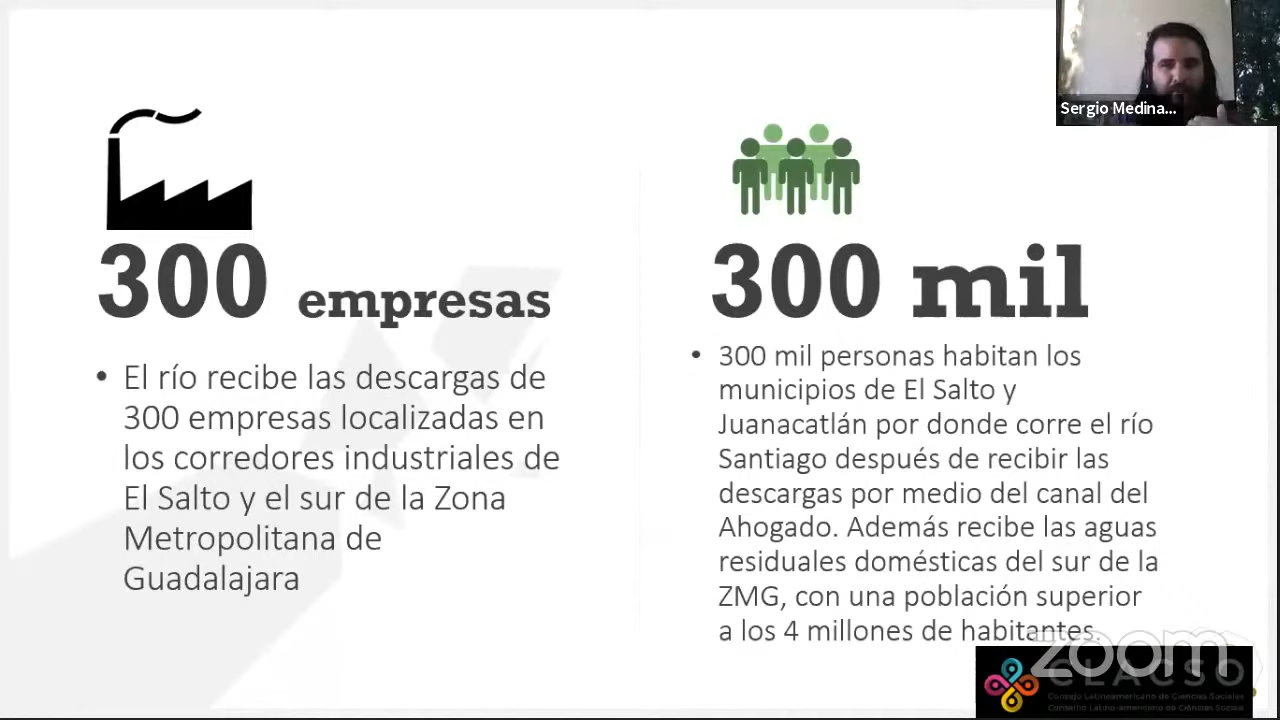 Sergio Medina...
300 empresas
300 mil
• El río recibe las descargas de
300 empresas localizadas en
los corredores industriales de
El Salto y el sur de la Zona
Metropolitana de
Guadalajara
• 300 mil personas habitan los
municipios de El Salto y
Juanacatlán por donde corre el río
Santiago después de recibir las
descargas por medio del canal del
Ahogado. Además recibe las aguas
residuales domésticas del sur de la
ZMG, con una población superior
a los 4 millones de habitantes.
zoom
CLACSO
Consejo Latinoamericano de Ciencias Sociales
Conselho Latino-americano de Ciências Sociais